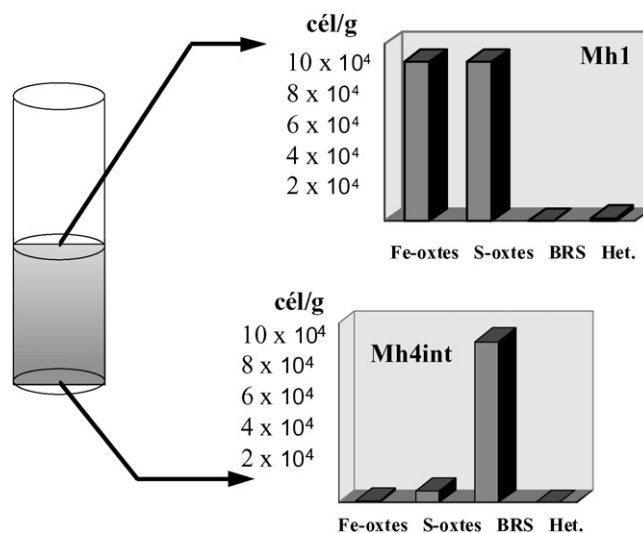 cél/g
10 x 10⁴
8 x 10⁴
6 x 10⁴
4 x 10⁴
2 x 10⁴
Mh1
Fe-oxtes S-oxtes BRS Het.
cél/g
10 x 10⁴
8 x 10⁴
6 x 10⁴
4 x 10⁴
2 x 10⁴
Mh4int
Fe-oxtes S-oxtes BRS Het.